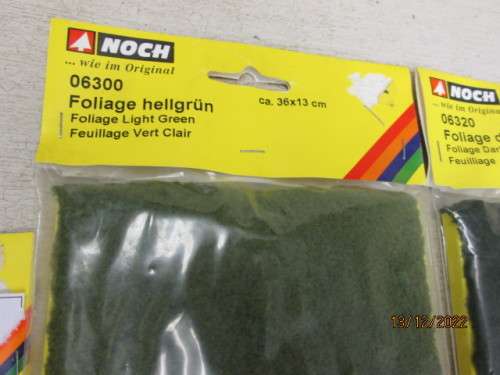 NOCH
... wie im Original
06300
Foliage hellgrün
Foliage Light Green
Feuillage Vert Clair
ca. 36x13 cm
NOCH
... wie im Original
06320
Foliage d
Foliage Dar
Feuillage
13/12/2022